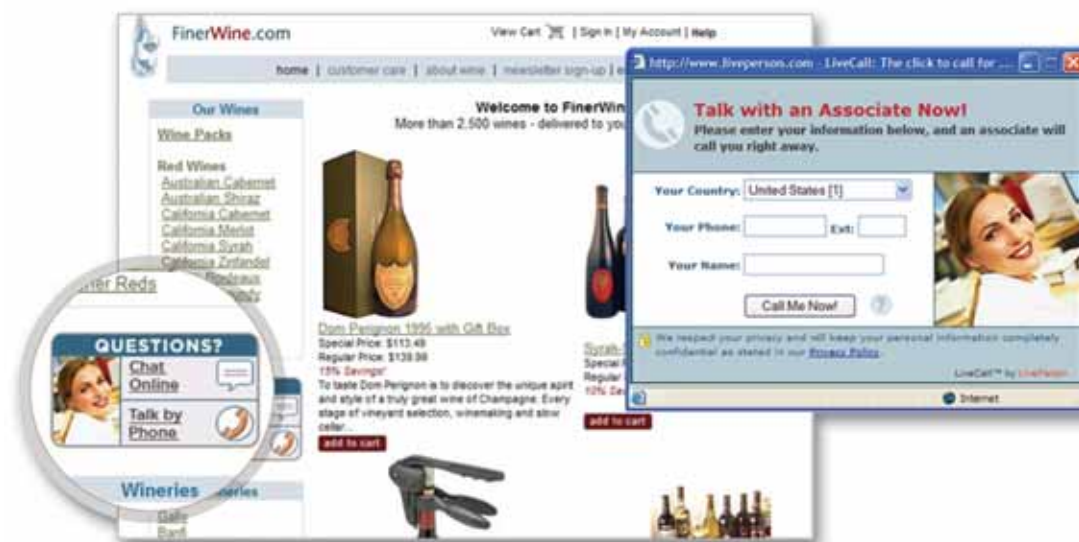 FinerWine.com
View Cart | Sign In | My Account | Help
home | customer care | about wine | newsletter sign-up |
Our Wines
Wine Packs
Red Wines
Australian Cabernet
Australian Shiraz
California Cabernet
California Merlot
California Syrah
California Zinfandel
Bordeaux
Reds
QUESTIONS?
Chat
Online
Talk by
Phone
Wineries
Gallo
Banfi
Welcome to FinerWin
More than 2,500 wines - delivered to you
Dom Perignon 1995 with Gift Box
Special Price: $113.49
Regular Price: $139.98
15% Savings!
To taste Dom Perignon is to discover the unique spirit
and style of a truly great wine of Champagne. Every
stage of vineyard selection, winemaking and slow
cellar...
add to cart
Syrah
Special
Regular
10%
add to cart
http://www.liveperson.com - LiveCall: The click to call for ...
Talk with an Associate Now!
Please enter your information below, and an associate will
call you right away.
Your Country: United States [1]
Your Phone: Ext:
Your Name:
Call Me Now! ?
We respect your privacy and will keep your personal information completely
confidential as stated in our Privacy Policy.
LiveCall™ by LivePerson
Internet